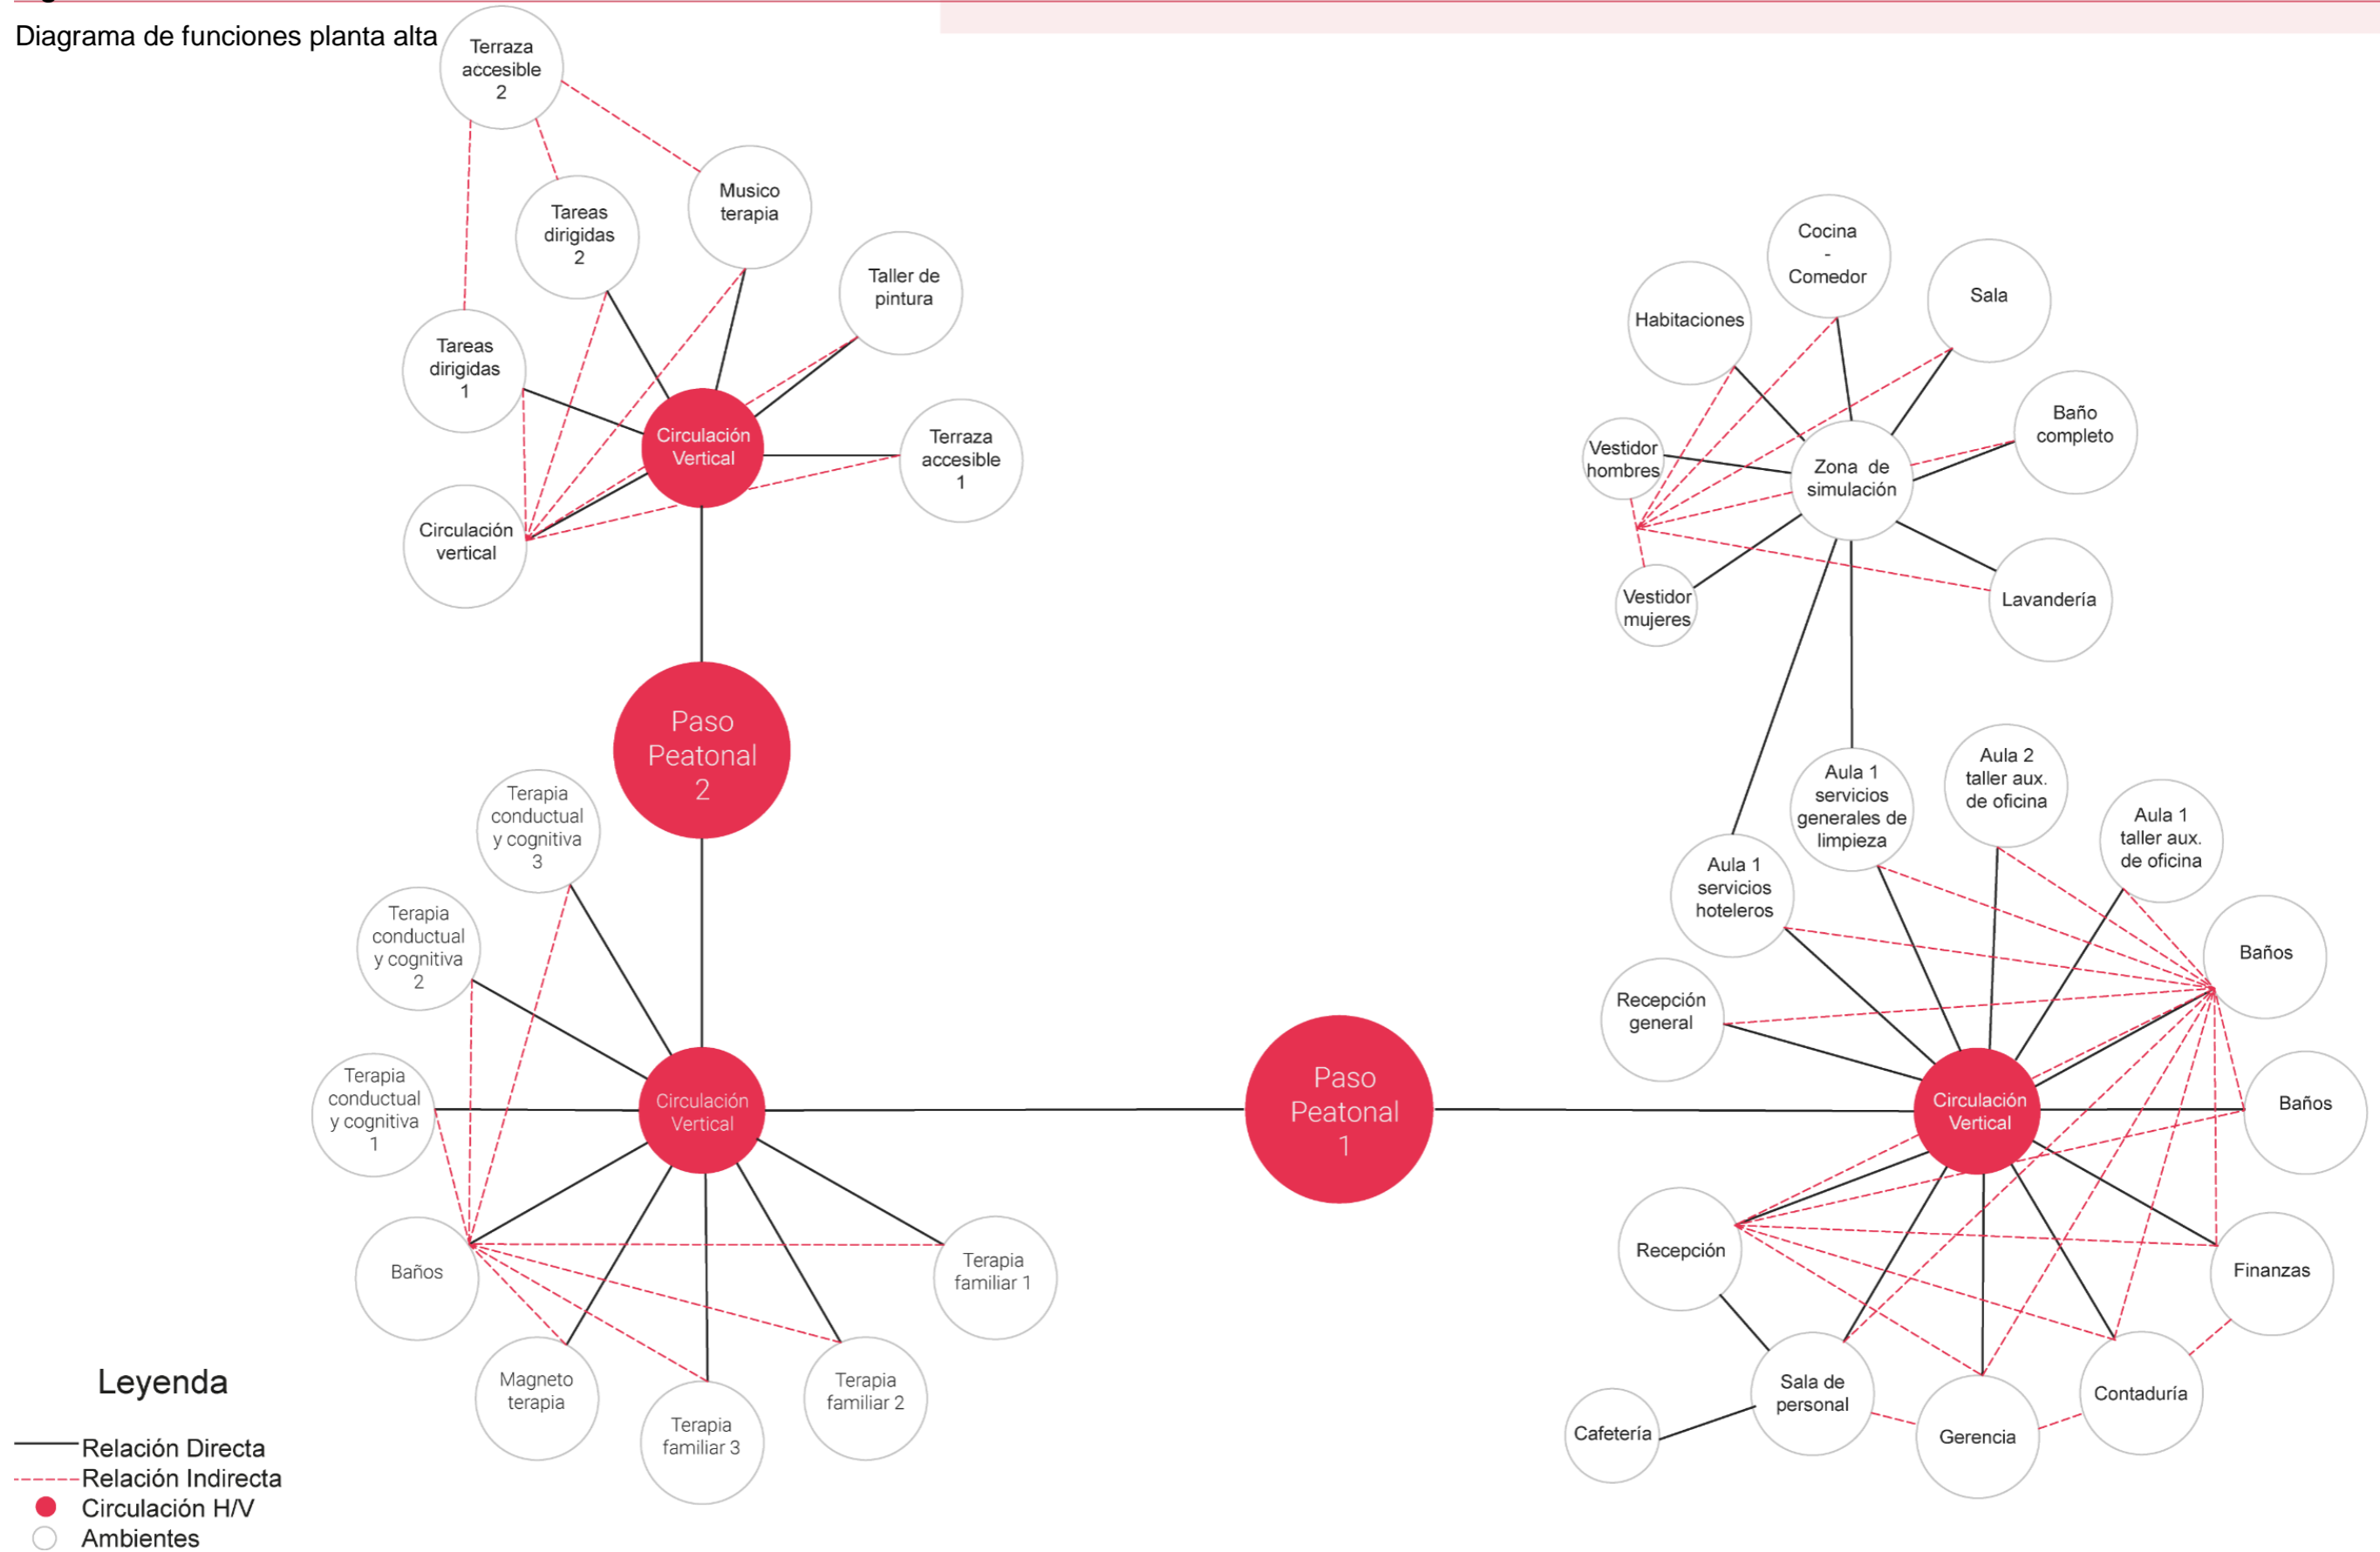 Diagrama de funciones planta alta
Terraza
accesible
2
Musico
terapia
Tareas
dirigidas
2
Taller de
pintura
Tareas
dirigidas
1
Circulación
Vertical
Terraza
accesible
1
Circulación
vertical
Paso
Peatonal
2
Terapia
conductual
y cognitiva
3
Terapia
conductual
y cognitiva
2
Terapia
conductual
y cognitiva
1
Circulación
Vertical
Baños
Magneto
terapia
Terapia
familiar 3
Terapia
familiar 2
Terapia
familiar 1
Paso
Peatonal
1
Cocina
-
Comedor
Habitaciones
Sala
Vestidor
hombres
Zona de
simulación
Baño
completo
Vestidor
mujeres
Lavandería
Aula 1
servicios
generales de
limpieza
Aula 2
taller aux.
de oficina
Aula 1
taller aux.
de oficina
Aula 1
servicios
hoteleros
Baños
Recepción
general
Circulación
Vertical
Baños
Recepción
Finanzas
Sala de
personal
Contaduría
Cafetería
Gerencia
Leyenda
Relación Directa
Relación Indirecta
Circulación H/V
Ambientes